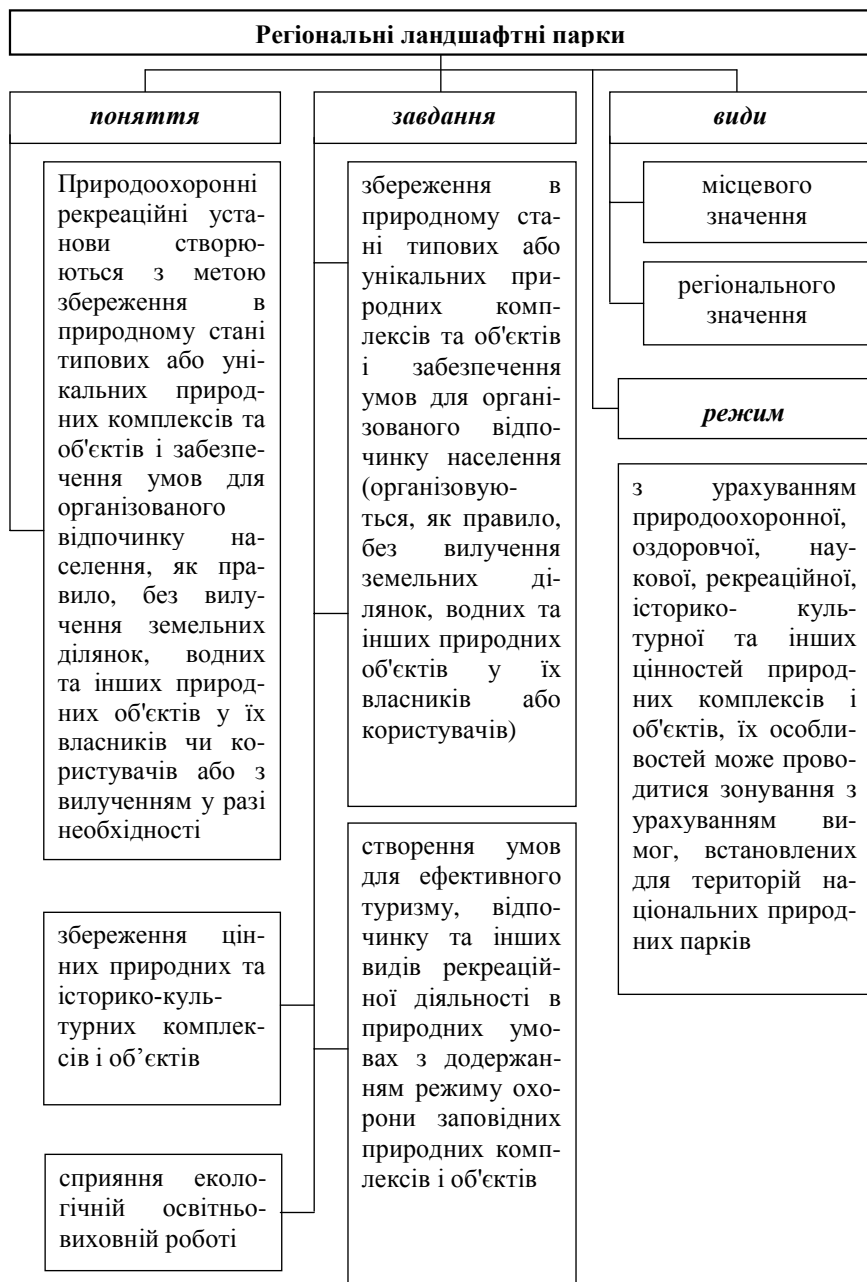 Регіональні ландшафтні парки
поняття
Природоохоронні
рекреаційні уста-
нови створю-
ються з метою
збереження в
природному стані
типових або уні-
кальних природ-
них комплексів та
об'єктів і забезпе-
чення умов для
організованого
відпочинку на-
селення, як пра-
вило, без вилу-
чення земельних
ділянок, водних
та інших природ-
них об'єктів у їх
власників чи ко-
ристувачів або з
вилученням у разі
необхідності
завдання
збереження в
природному ста-
ні типових або
унікальних при-
родних комп-
лексів та об'єктів
і забезпечення
умов для органі-
зованого відпо-
чинку населення
(організовую-
ться, як правило,
без вилучення
земельних ді-
лянок, водних та
інших природних
об'єктів у їх
власників або
користувачів)
створення умов
для ефективного
туризму, відпо-
чинку та інших
видів рекреацій-
ної діяльності в
природних умо-
вах з додержан-
ням режиму охо-
рони заповідних
природних комп-
лексів і об'єктів
збереження цін-
них природних та
історико-куль-
турних комплек-
сів і об’єктів
сприяння еколо-
гічній освітньо-
виховній роботі
види
місцевого
значення
регіонального
значення
режим
з урахуванням
природоохоронної,
оздоровчої, нау-
кової, рекреаційної,
історико- куль-
турної та інших
цінностей природ-
них комплексів і
об'єктів, їх особли-
востей може прово-
дитися зонування з
урахуванням ви-
мог, встановлених
для територій на-
ціональних природ-
них парків